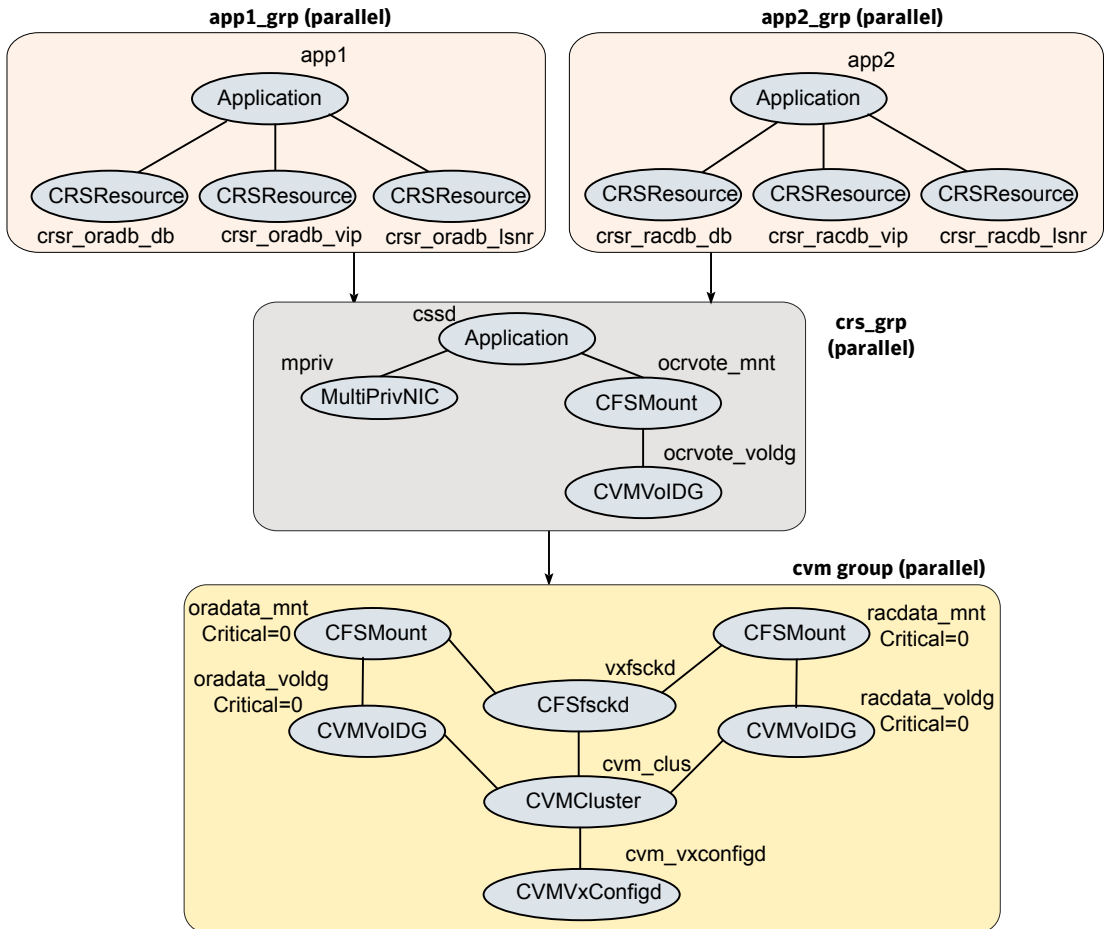 app1_grp (parallel)
app2_grp (parallel)
app1
Application
CRSResource
CRSResource
CRSResource
crsr_oradb_db
crsr_oradb_vip
crsr_oradb_lsnr
app2
Application
CRSResource
CRSResource
CRSResource
crsr_racdb_db
crsr_racdb_vip
crsr_racdb_lsnr
crs_grp
(parallel)
cssd
Application
mpriv
MultiPrivNIC
ocrvote_mnt
CFSMount
ocrvote_voldg
CVMVolDG
cvm group (parallel)
oradata_mnt
Critical=0
CFSMount
racdata_mnt
Critical=0
CFSMount
oradata_voldg
Critical=0
CVMVolDG
vxfsckd
CFSfsckd
racdata_voldg
Critical=0
CVMVolDG
cvm_clus
CVMCluster
cvm_vxconfigd
CVMVxConfigd